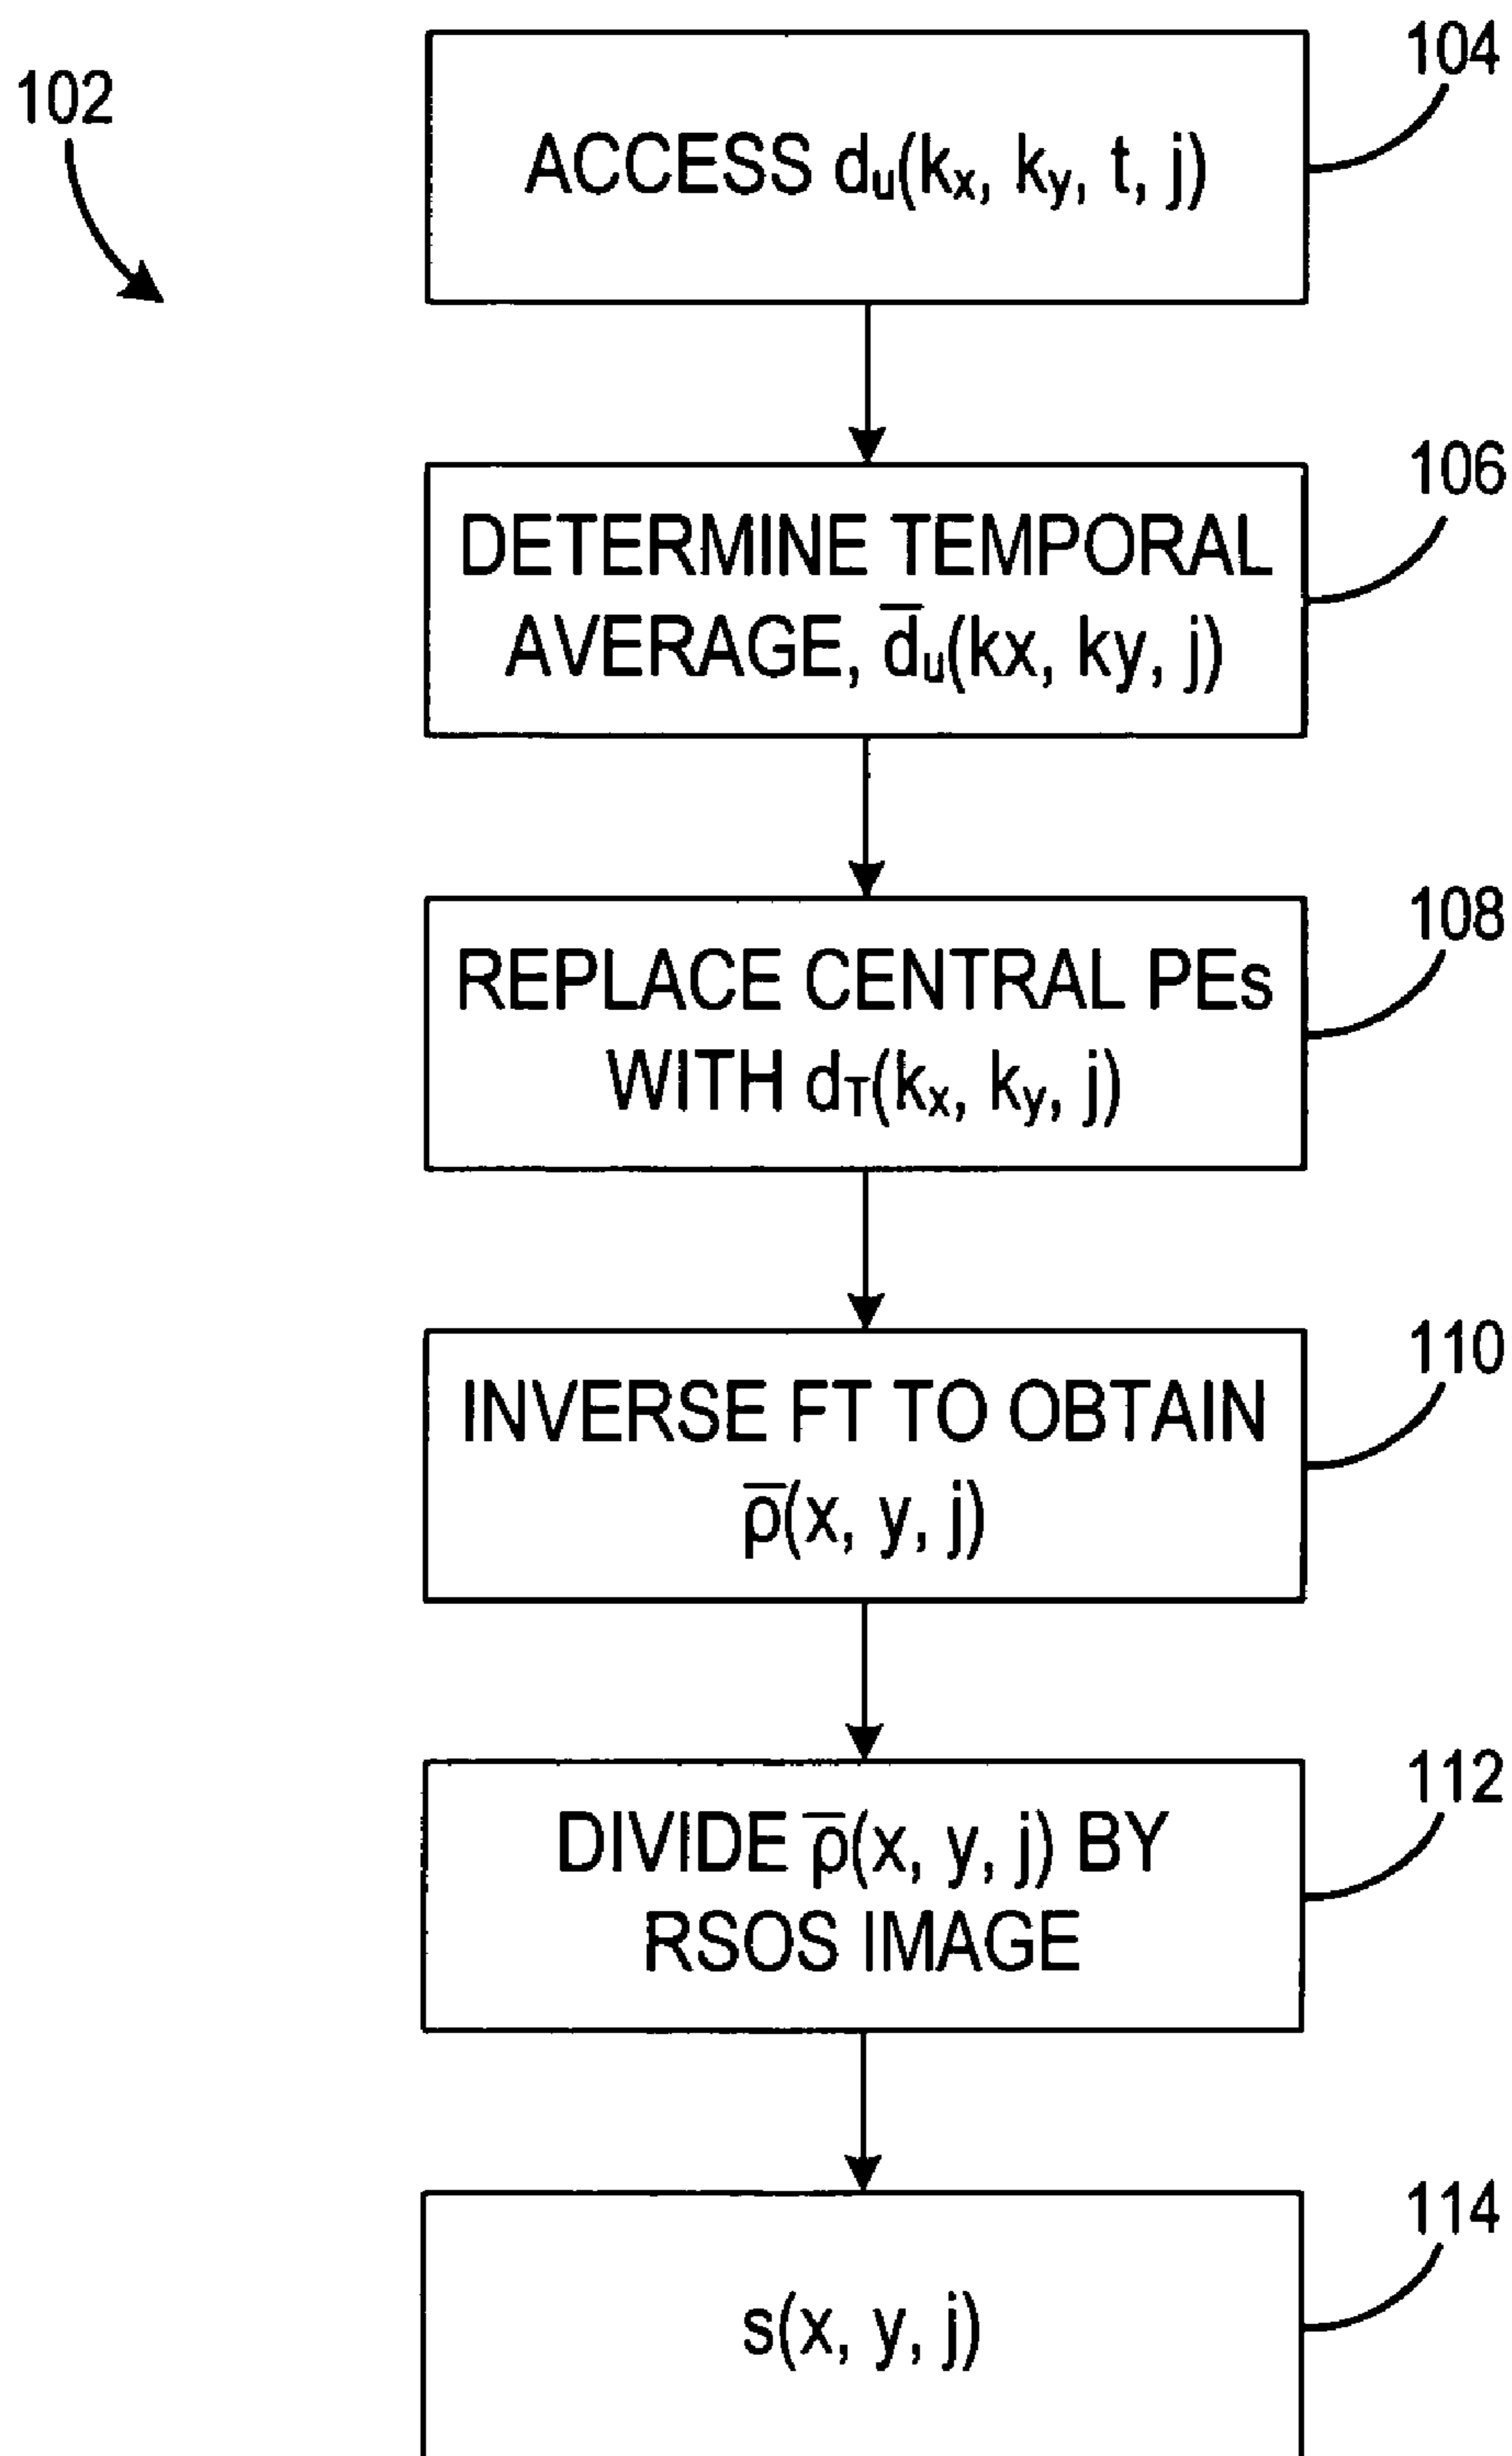 102
104
ACCESS dᵤ(kₓ, kᵧ, t, j)
106
DETERMINE TEMPORAL
AVERAGE, d̅ᵤ(kx, ky, j)
108
REPLACE CENTRAL PEs
WITH d_T(kₓ, kᵧ, j)
110
INVERSE FT TO OBTAIN
ρ̅(x, y, j)
112
DIVIDE ρ̅(x, y, j) BY
RSOS IMAGE
114
s(x, y, j)